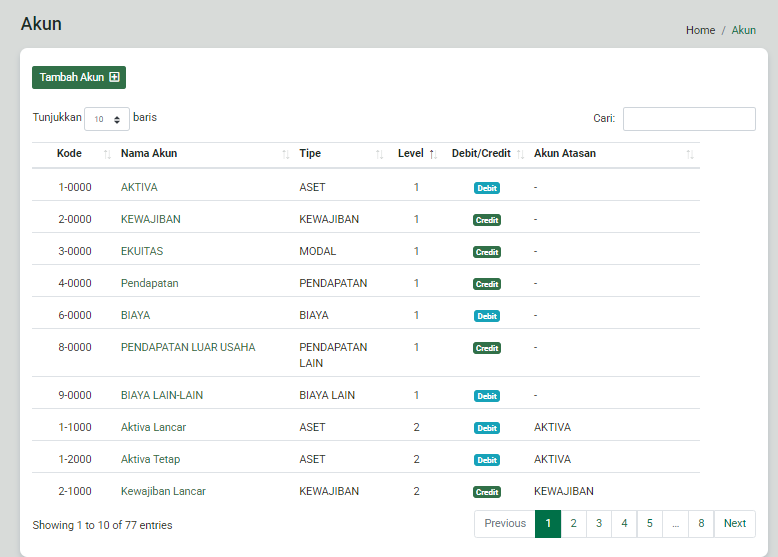 Akun
Home / Akun
Tambah Akun
Tunjukkan 10 baris
Cari:
Kode Nama Akun Tipe Level Debit/Credit Akun Atasan
1-0000 AKTIVA ASET 1 Debit -
2-0000 KEWAJIBAN KEWAJIBAN 1 Credit -
3-0000 EKUITAS MODAL 1 Credit -
4-0000 Pendapatan PENDAPATAN 1 Credit -
6-0000 BIAYA BIAYA 1 Debit -
8-0000 PENDAPATAN LUAR USAHA PENDAPATAN 1 Credit -
LAIN
9-0000 BIAYA LAIN-LAIN BIAYA LAIN 1 Debit -
1-1000 Aktiva Lancar ASET 2 Debit AKTIVA
1-2000 Aktiva Tetap ASET 2 Debit AKTIVA
2-1000 Kewajiban Lancar KEWAJIBAN 2 Credit KEWAJIBAN
Showing 1 to 10 of 77 entries
Previous 1 2 3 4 5 ... 8 Next